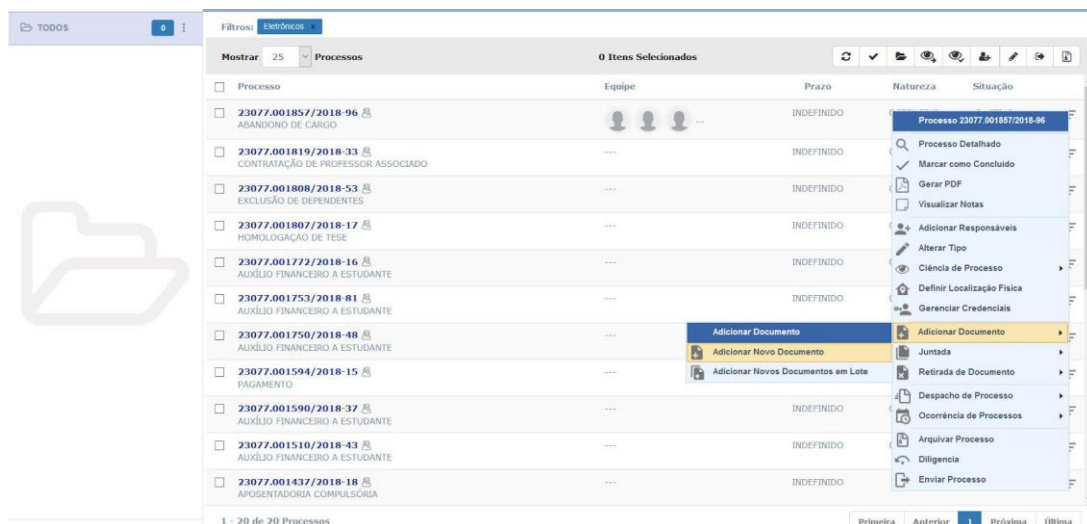 TODOS 0
Filtros: Eletrônicos x
Mostrar 25 Processos 0 Itens Selecionados
Processo Equipe Prazo Natureza Situação
23077.001857/2018-96 INDEFINIDO
ABANDONO DE CARGO ...
23077.001819/2018-33 --- INDEFINIDO
CONTRATAÇÃO DE PROFESSOR ASSOCIADO
23077.001808/2018-53 --- INDEFINIDO
EXCLUSÃO DE DEPENDENTES
23077.001807/2018-17 --- INDEFINIDO
HOMOLOGAÇAO DE TESE
23077.001772/2018-16 --- INDEFINIDO
AUXÍLIO FINANCEIRO A ESTUDANTE
23077.001753/2018-81 --- INDEFINIDO
AUXÍLIO FINANCEIRO A ESTUDANTE
23077.001750/2018-48 ---
AUXÍLIO FINANCEIRO A ESTUDANTE
23077.001594/2018-15
PAGAMENTO
23077.001590/2018-37 --- INDEFINIDO
AUXÍLIO FINANCEIRO A ESTUDANTE
23077.001510/2018-43 --- INDEFINIDO
AUXÍLIO FINANCEIRO A ESTUDANTE
23077.001437/2018-18 --- INDEFINIDO
APOSENTADORIA COMPULSÓRIA
1 - 20 de 20 Processos
Primeira Anterior 1 Próxima Última
Processo 23077.001857/2018-96
Processo Detalhado
Marcar como Concluido
Gerar PDF
Visualizar Notas
Adicionar Responsáveis
Alterar Tipo
Ciência de Processo
Definir Localização Física
Gerenciar Credenciais
Adicionar Documento
Juntada
Retirada de Documento
Despacho de Processo
Ocorrência de Processos
Arquivar Processo
Diligencia
Enviar Processo
Adicionar Documento
Adicionar Novo Documento
Adicionar Novos Documentos em Lote